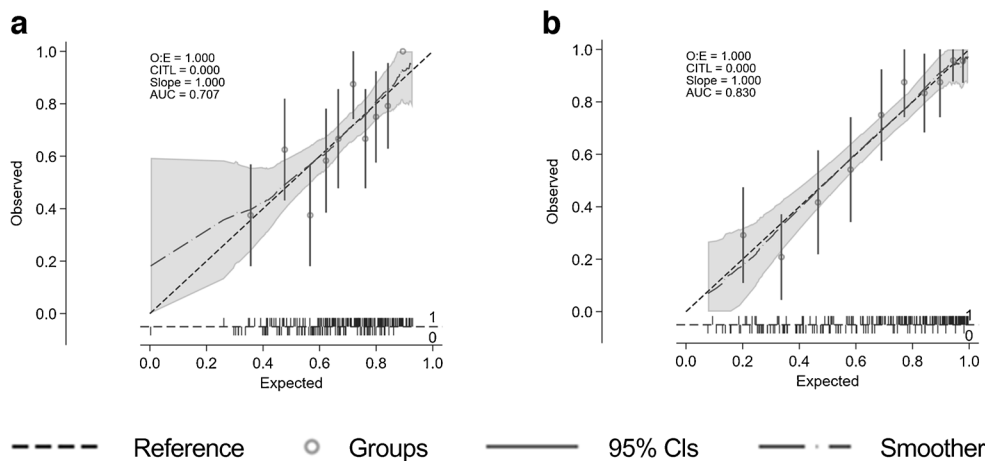 a
O:E = 1.000
CITL = 0.000
Slope = 1.000
AUC = 0.707
1.0
0.8
0.6
0.4
0.2
0.0
Observed
1
0
0.0 0.2 0.4 0.6 0.8 1.0
Expected
b
O:E = 1.000
CITL = 0.000
Slope = 1.000
AUC = 0.830
1.0
0.8
0.6
0.4
0.2
0.0
Observed
1
0
0.0 0.2 0.4 0.6 0.8 1.0
Expected
Reference Groups 95% CIs Smoother